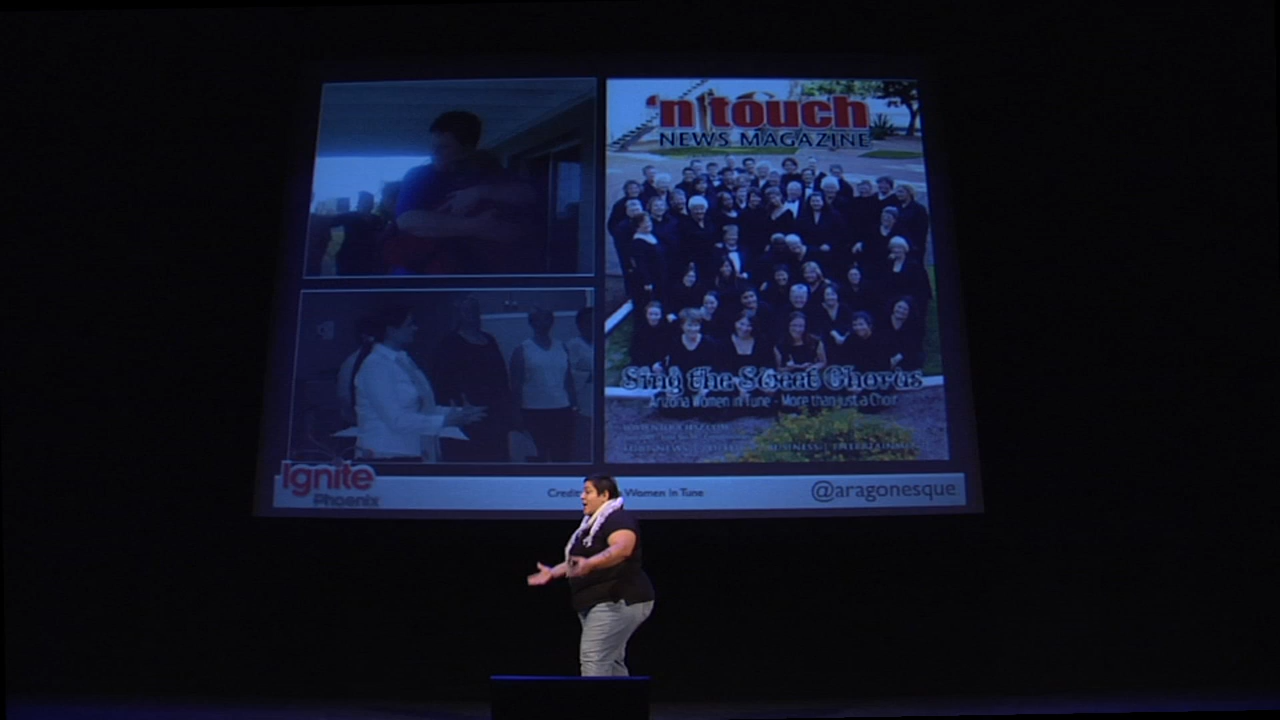 'n touch
NEWS MAGAZINE
Sing the Sweet Chorus
Arizona Women in Tune - More than just a Choir
Ignite
Phoenix
Women In Tune
@aragonesque